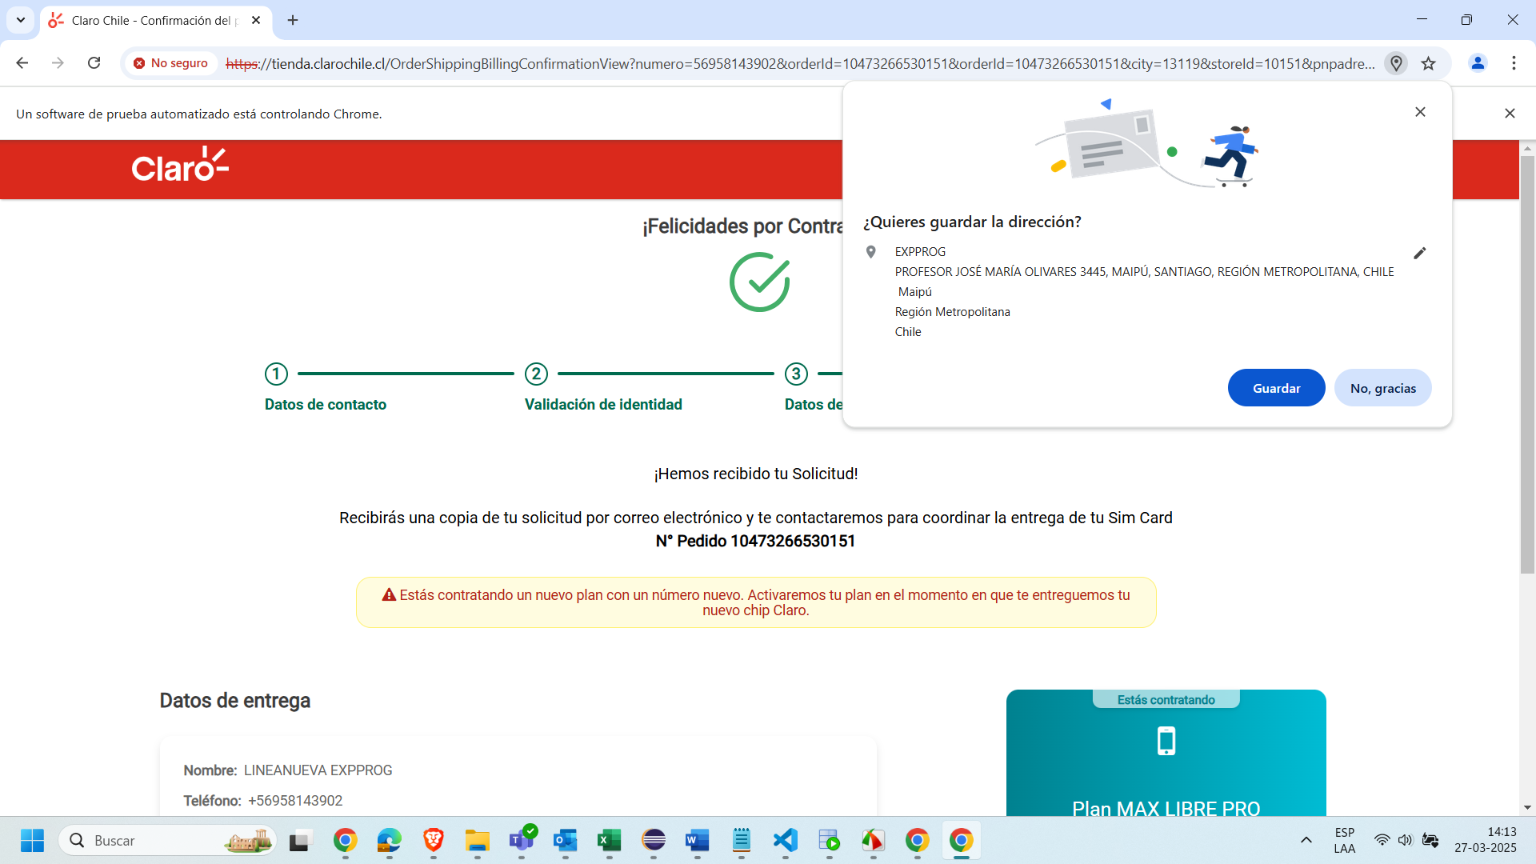 Claro Chile - Confirmación del p
No seguro
https://tienda.clarochile.cl/OrderShippingBillingConfirmationView?numero=56958143902&orderId=10473266530151&orderId=10473266530151&city=13119&storeId=10151&pnpadre...
Un software de prueba automatizado está controlando Chrome.
Claro
¡Felicidades por Contra
¿Quieres guardar la dirección?
EXPPROG
PROFESOR JOSÉ MARÍA OLIVARES 3445, MAIPÚ, SANTIAGO, REGIÓN METROPOLITANA, CHILE
Maipú
Región Metropolitana
Chile
Guardar
No, gracias
1
2
3
Datos de contacto
Validación de identidad
Datos de
¡Hemos recibido tu Solicitud!
Recibirás una copia de tu solicitud por correo electrónico y te contactaremos para coordinar la entrega de tu Sim Card
N° Pedido 10473266530151
Estás contratando un nuevo plan con un número nuevo. Activaremos tu plan en el momento en que te entreguemos tu
nuevo chip Claro.
Datos de entrega
Nombre: LINEANUEVA EXPPROG
Teléfono: +56958143902
Estás contratando
Plan MAX LIBRE PRO
Buscar
ESP
LAA
14:13
27-03-2025